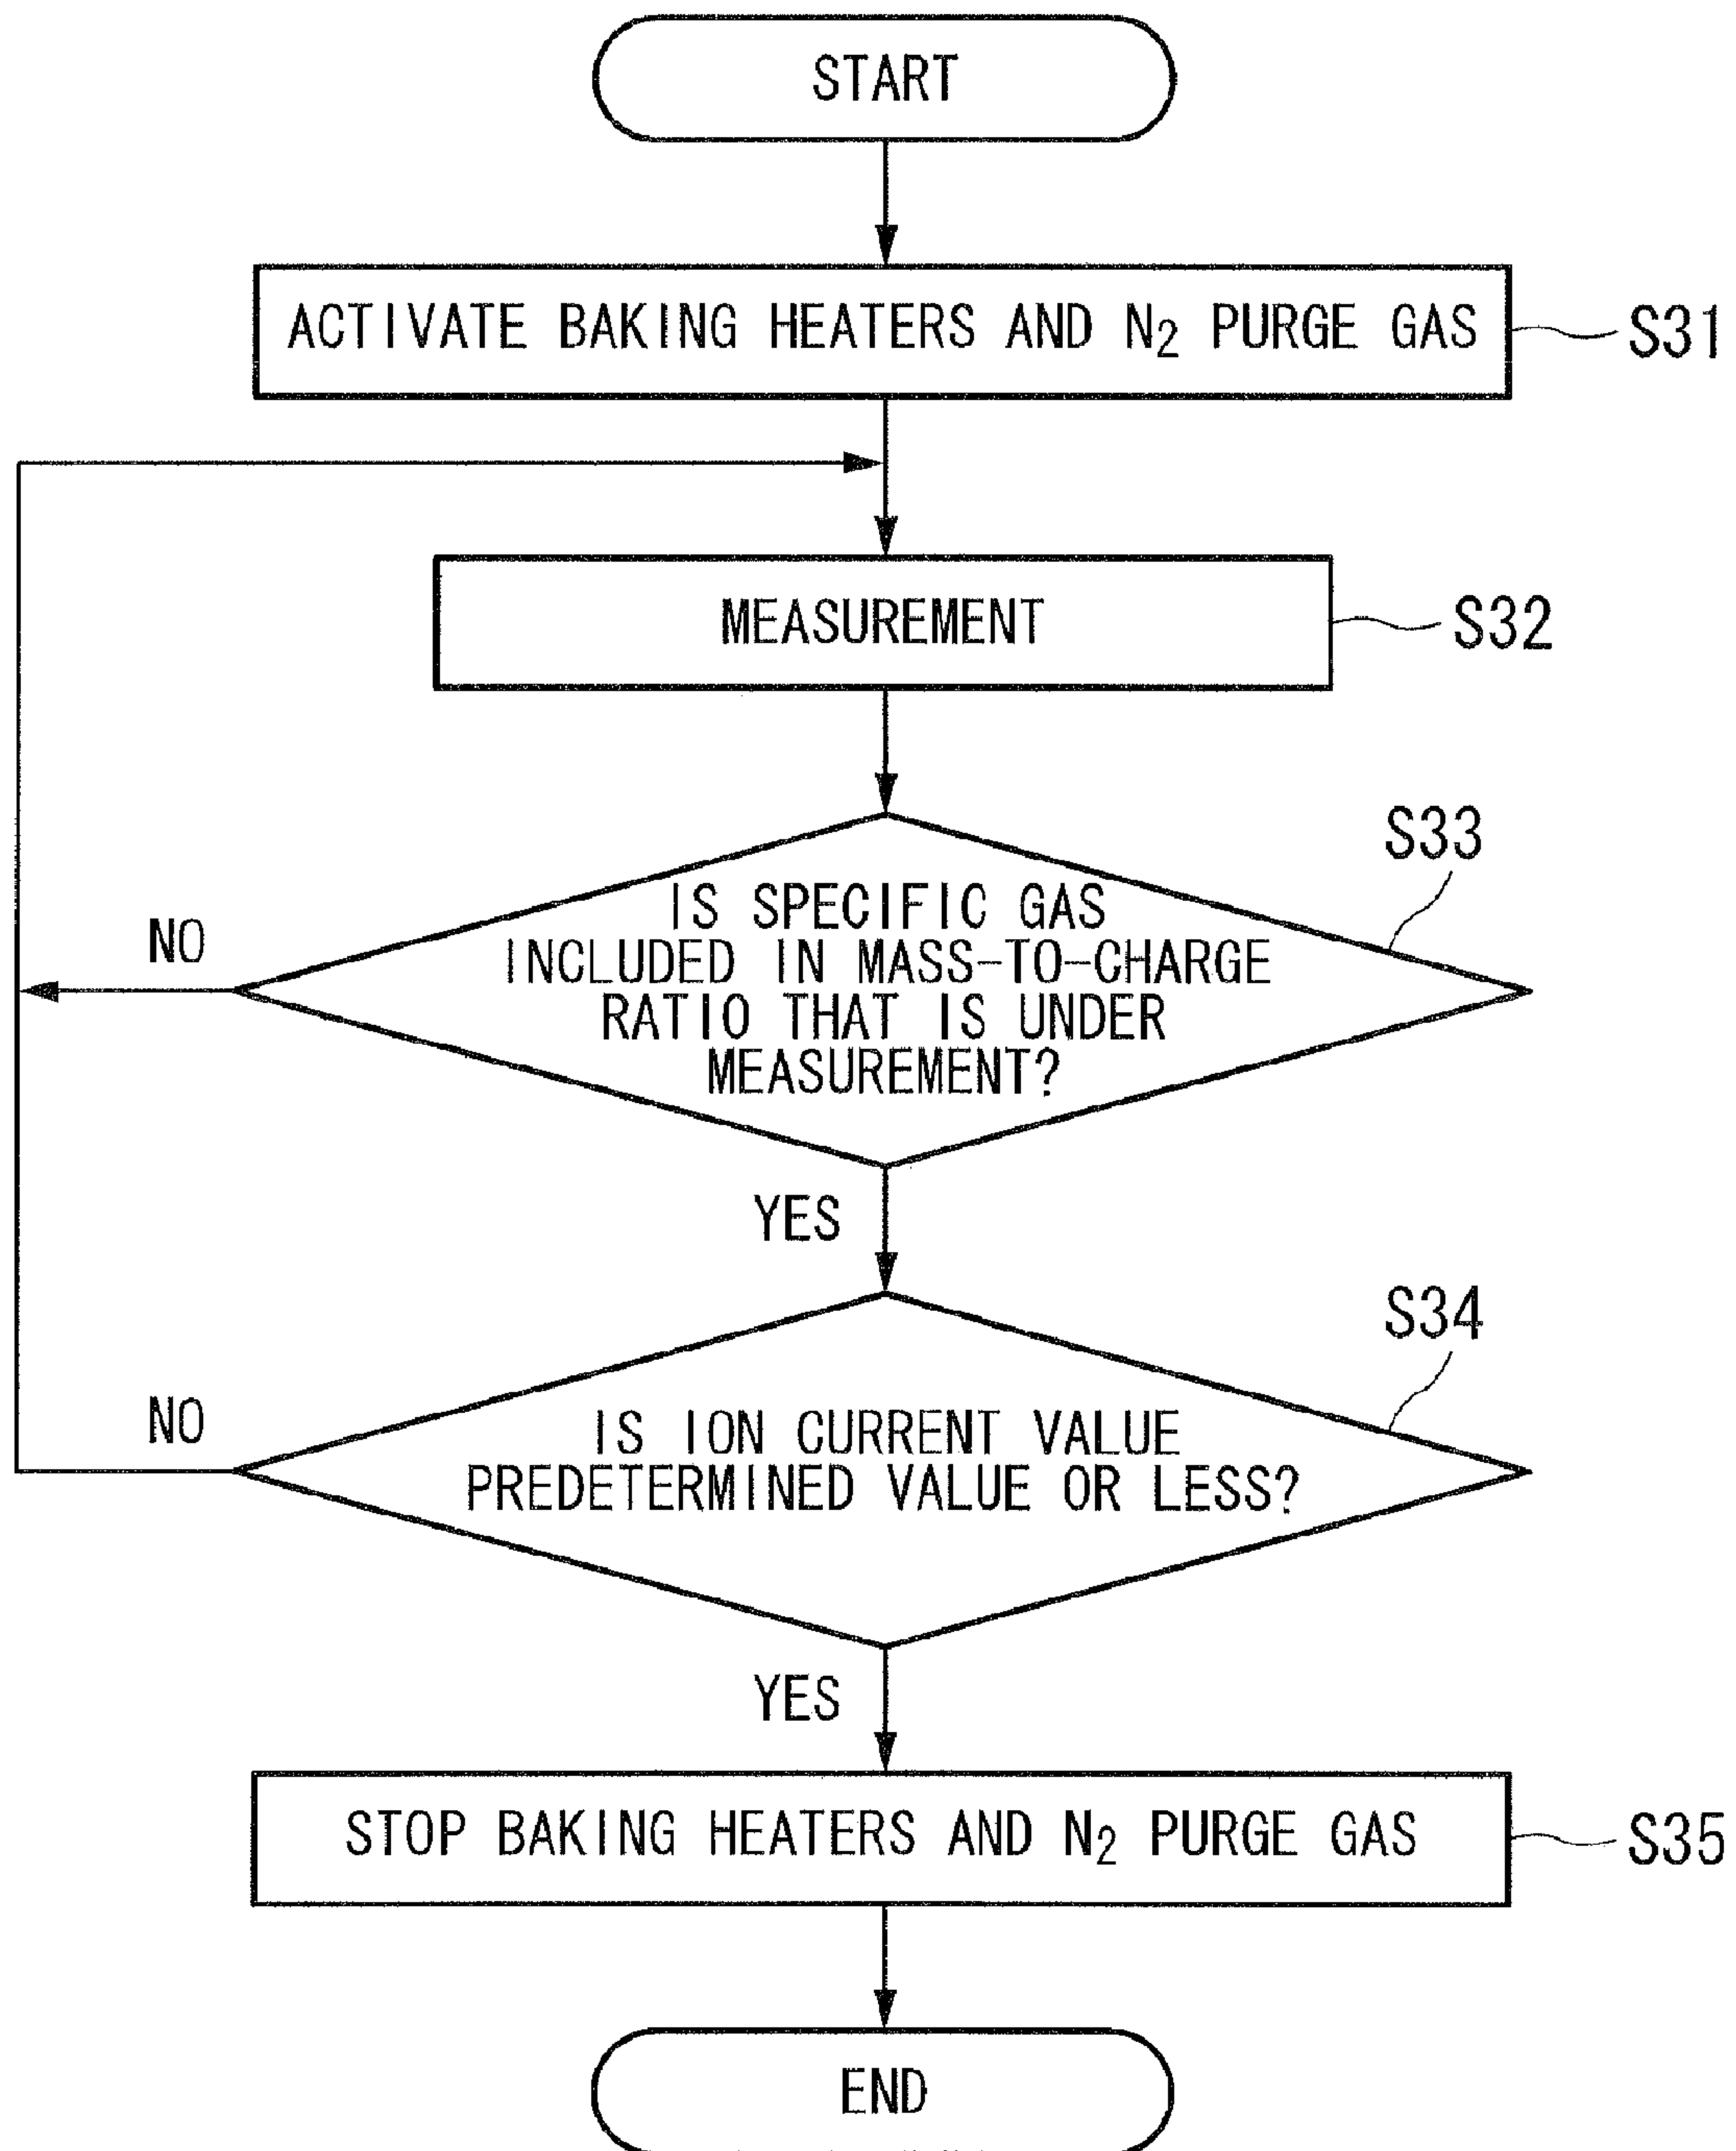 START
ACTIVATE BAKING HEATERS AND N₂ PURGE GAS
S31
MEASUREMENT
S32
S33
IS SPECIFIC GAS
INCLUDED IN MASS-TO-CHARGE
RATIO THAT IS UNDER
MEASUREMENT?
NO
YES
S34
IS ION CURRENT VALUE
PREDETERMINED VALUE OR LESS?
NO
YES
STOP BAKING HEATERS AND N₂ PURGE GAS
S35
END